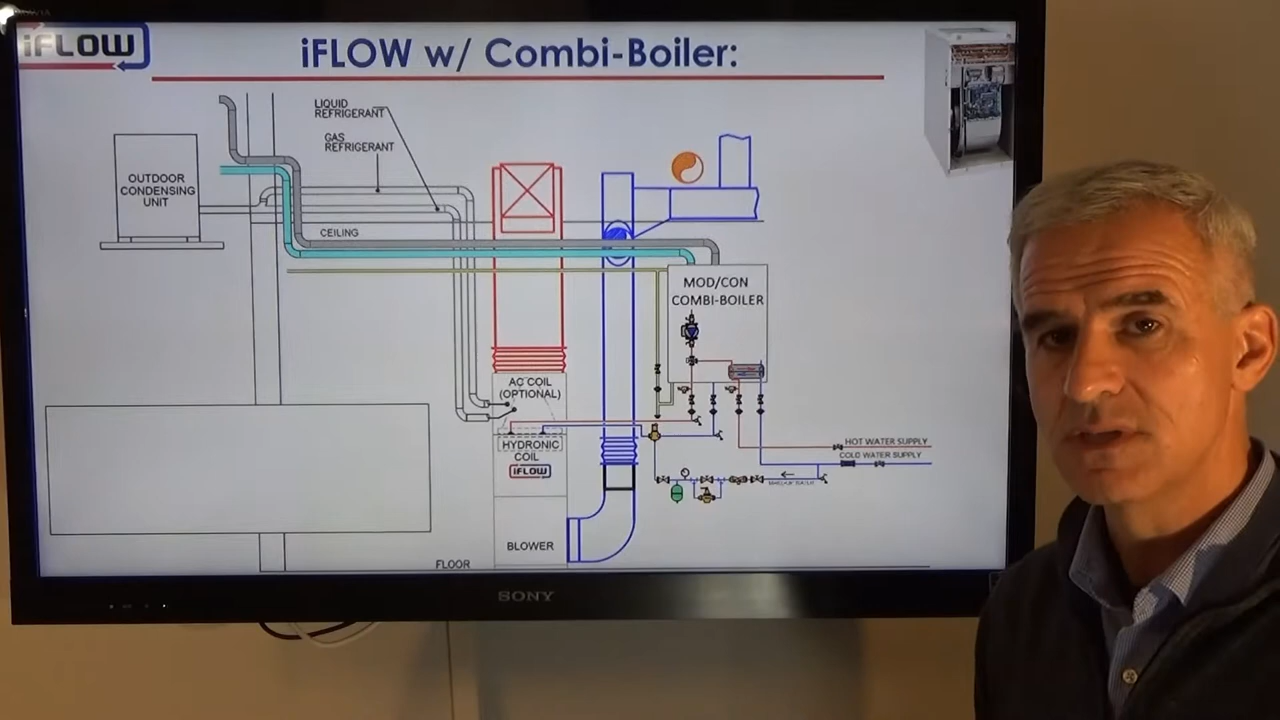 iFLOW
iFLOW w/ Combi-Boiler:
LIQUID
REFRIGERANT
GAS
REFRIGERANT
OUTDOOR
CONDENSING
UNIT
CEILING
MOD/CON
COMBI-BOILER
AC COIL
(OPTIONAL)
HYDRONIC
COIL
iFLOW
HOT WATER SUPPLY
COLD WATER SUPPLY
BLOWER
FLOOR
SONY